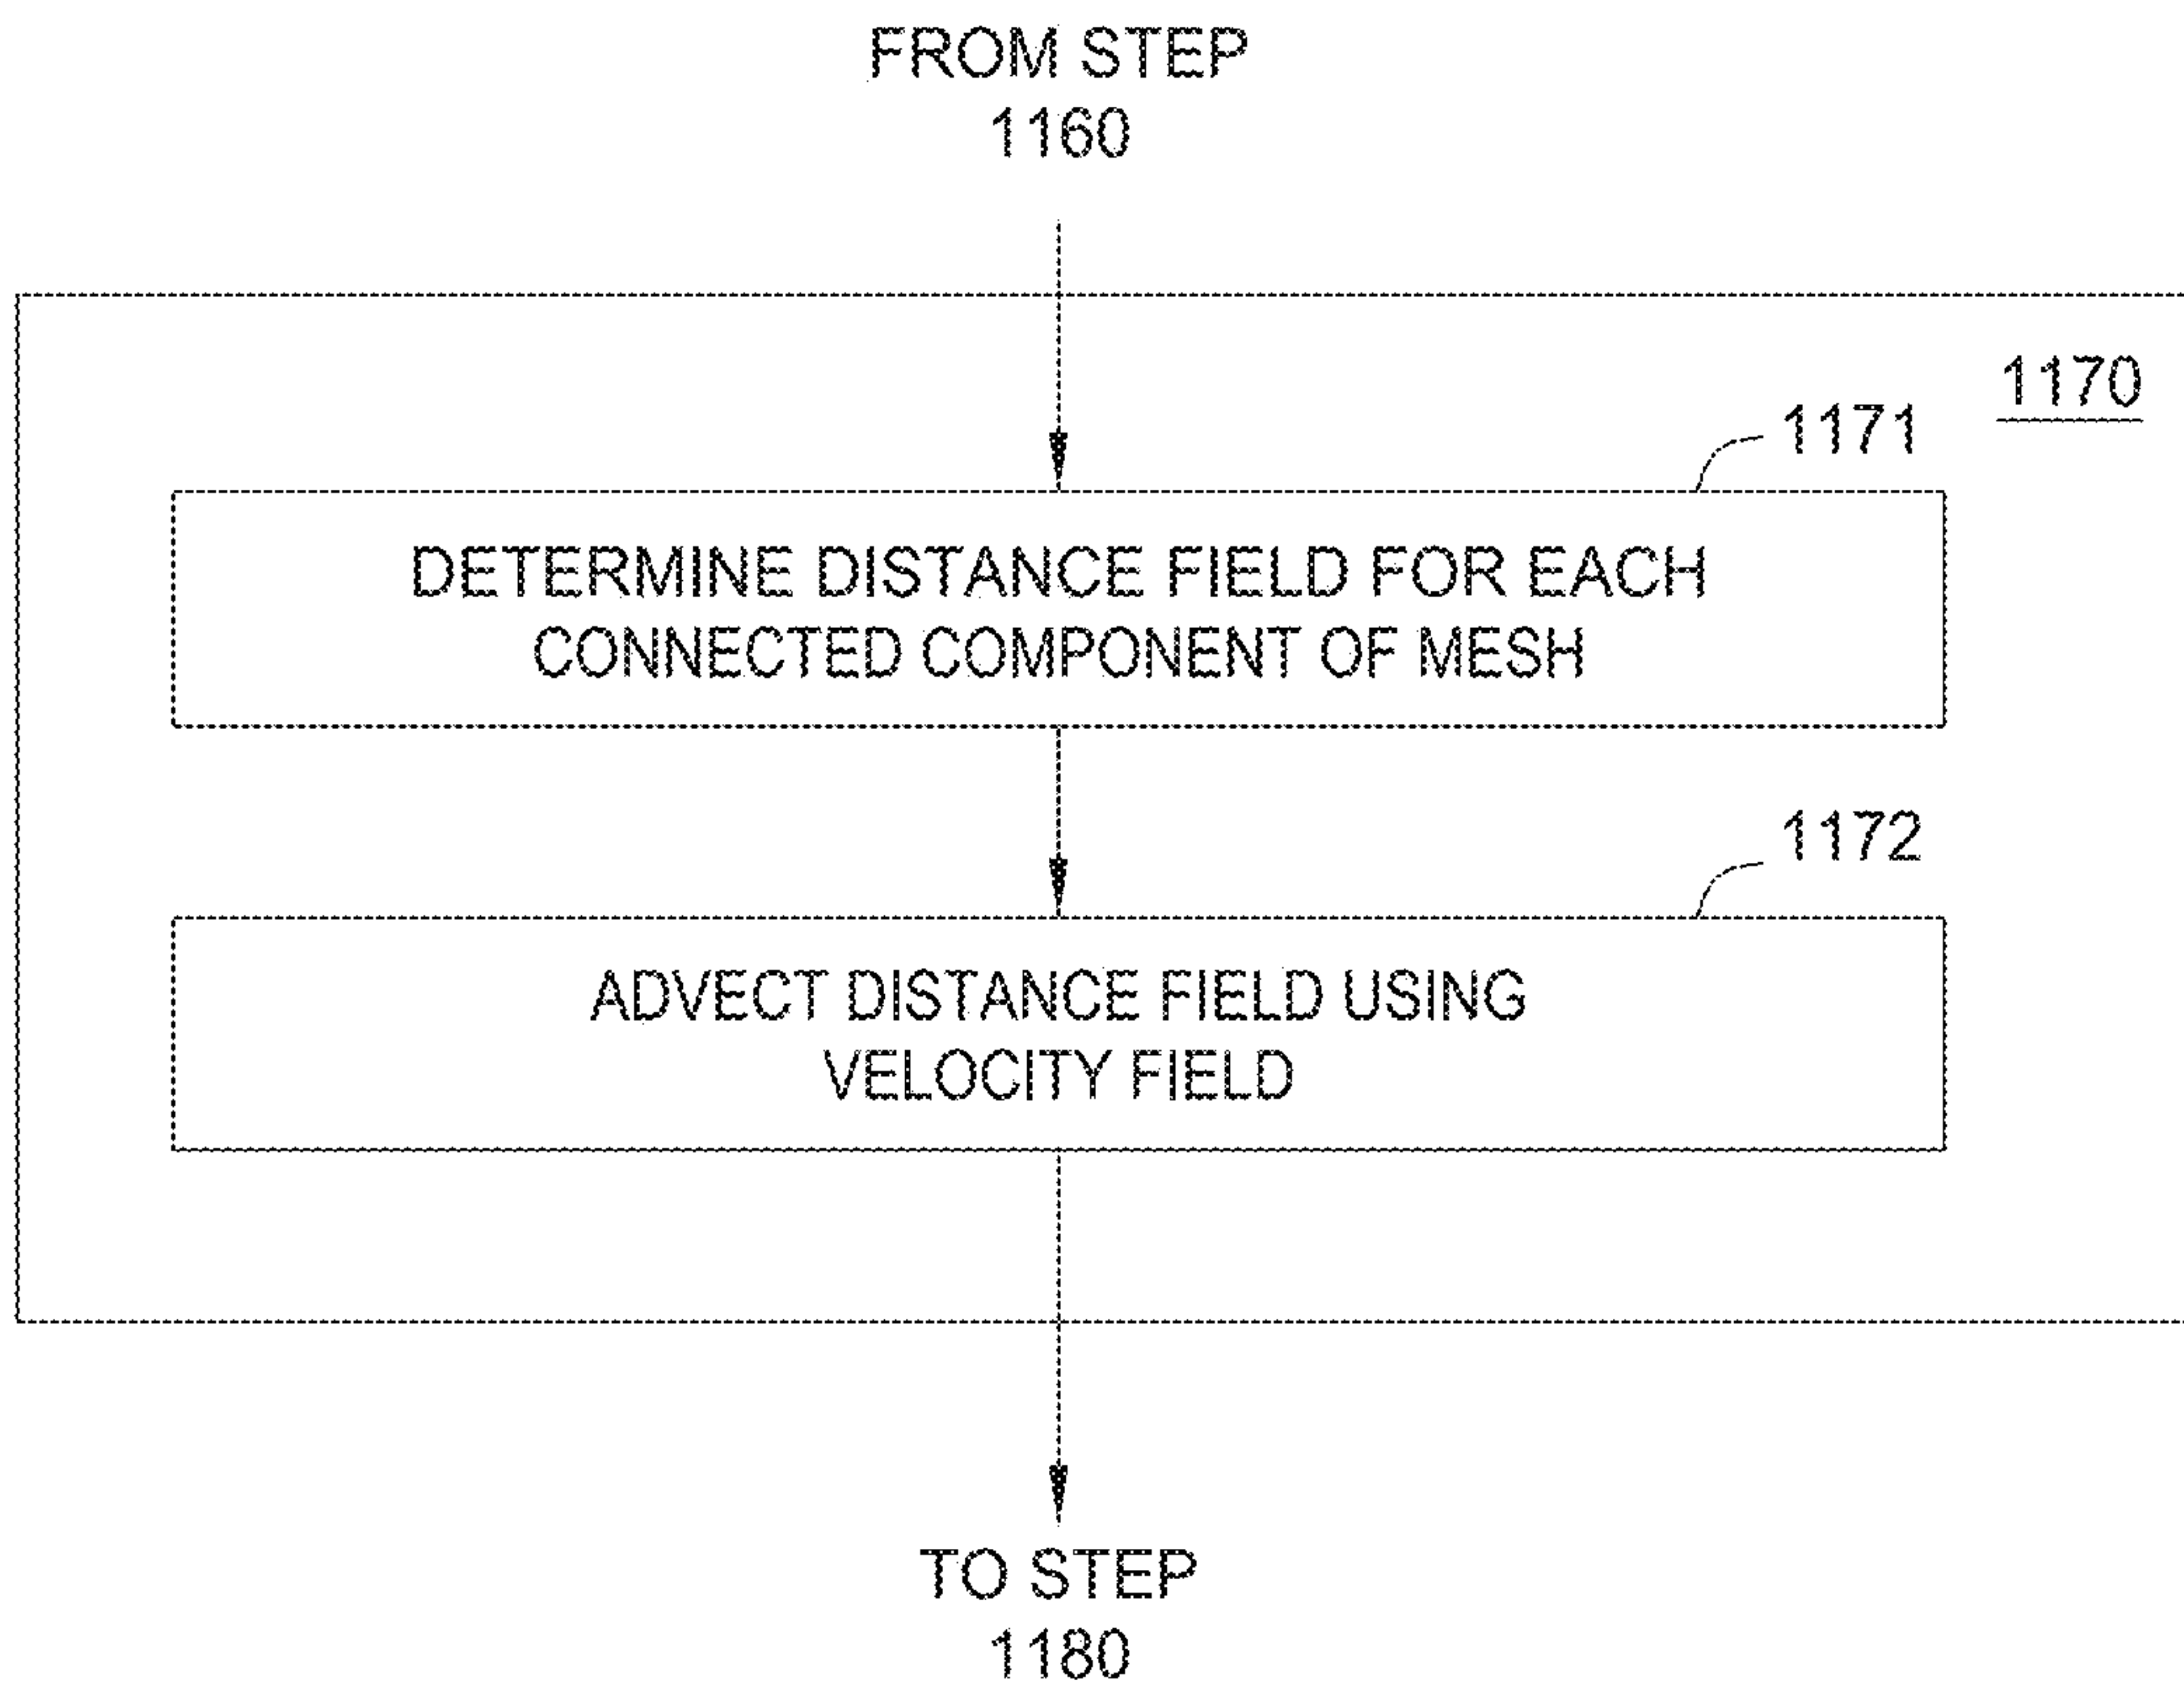 FROM STEP
1160
1170
1171
DETERMINE DISTANCE FIELD FOR EACH
CONNECTED COMPONENT OF MESH
1172
ADVECT DISTANCE FIELD USING
VELOCITY FIELD
TO STEP
1180